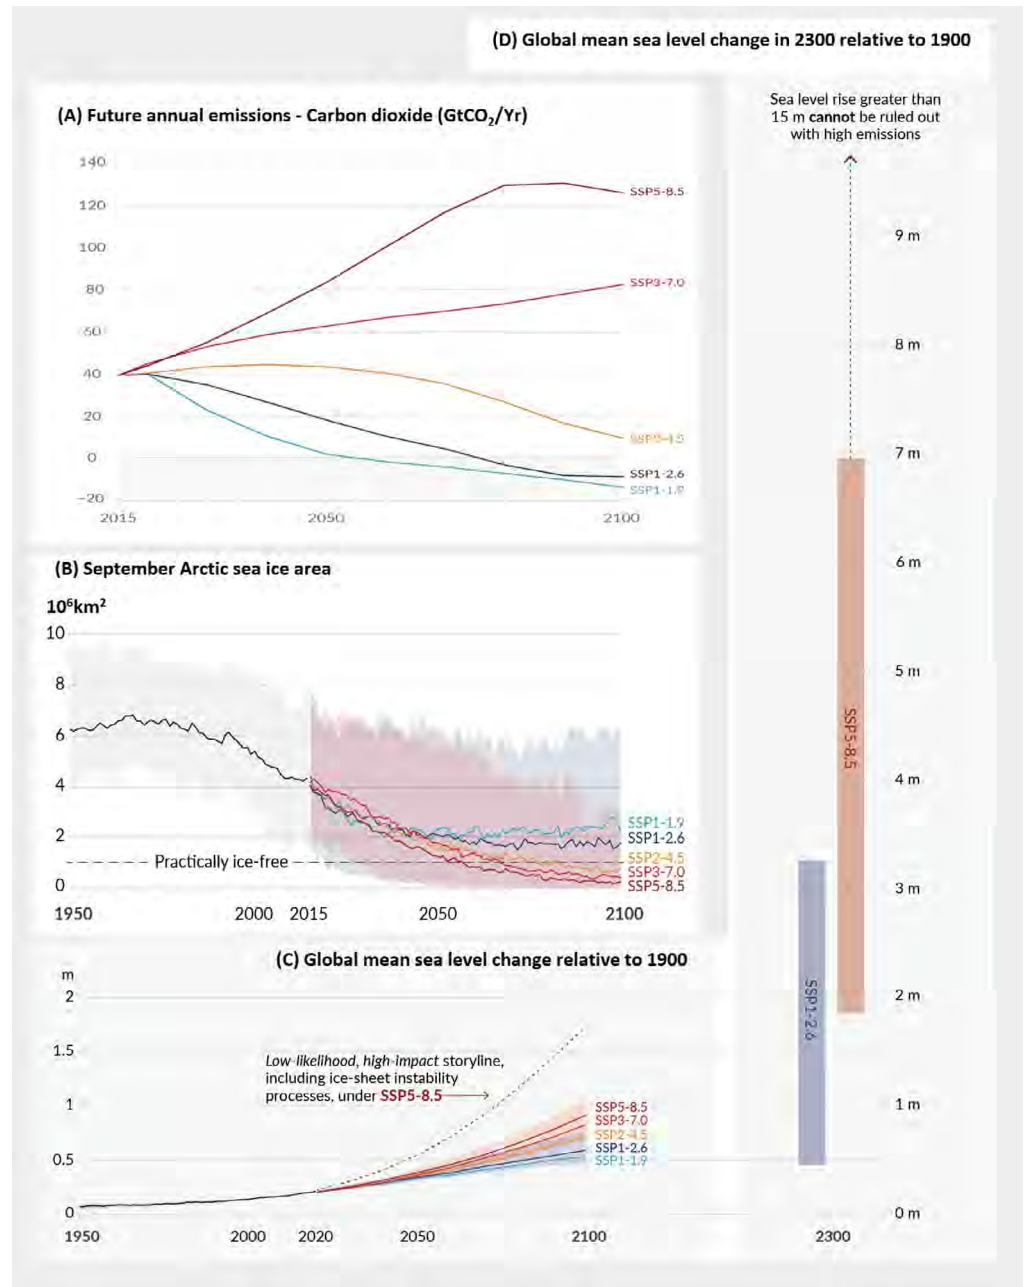 (D) Global mean sea level change in 2300 relative to 1900
Sea level rise greater than
15 m cannot be ruled out
with high emissions
(A) Future annual emissions - Carbon dioxide (GtCO₂/Yr)
140
120
100
80
60
40
20
0
-20
2015
2050
2100
SSP5-8.5
SSP3-7.0
SSP2-4.5
SSP1-2.6
SSP1-1.9
(B) September Arctic sea ice area
10⁶km²
10
8
6
4
2
0
Practically ice-free
1950
2000
2015
2050
2100
SSP1-1.9
SSP1-2.6
SSP2-4.5
SSP3-7.0
SSP5-8.5
(C) Global mean sea level change relative to 1900
m
2
1.5
1
0.5
0
Low-likelihood, high-impact storyline,
including ice-sheet instability
processes, under SSP5-8.5
SSP5-8.5
SSP3-7.0
SSP2-4.5
SSP1-2.6
SSP1-1.9
1950
2000
2020
2050
2100
9 m
8 m
7 m
6 m
5 m
4 m
3 m
2 m
1 m
0 m
SSP5-8.5
SSP1-2.6
2300